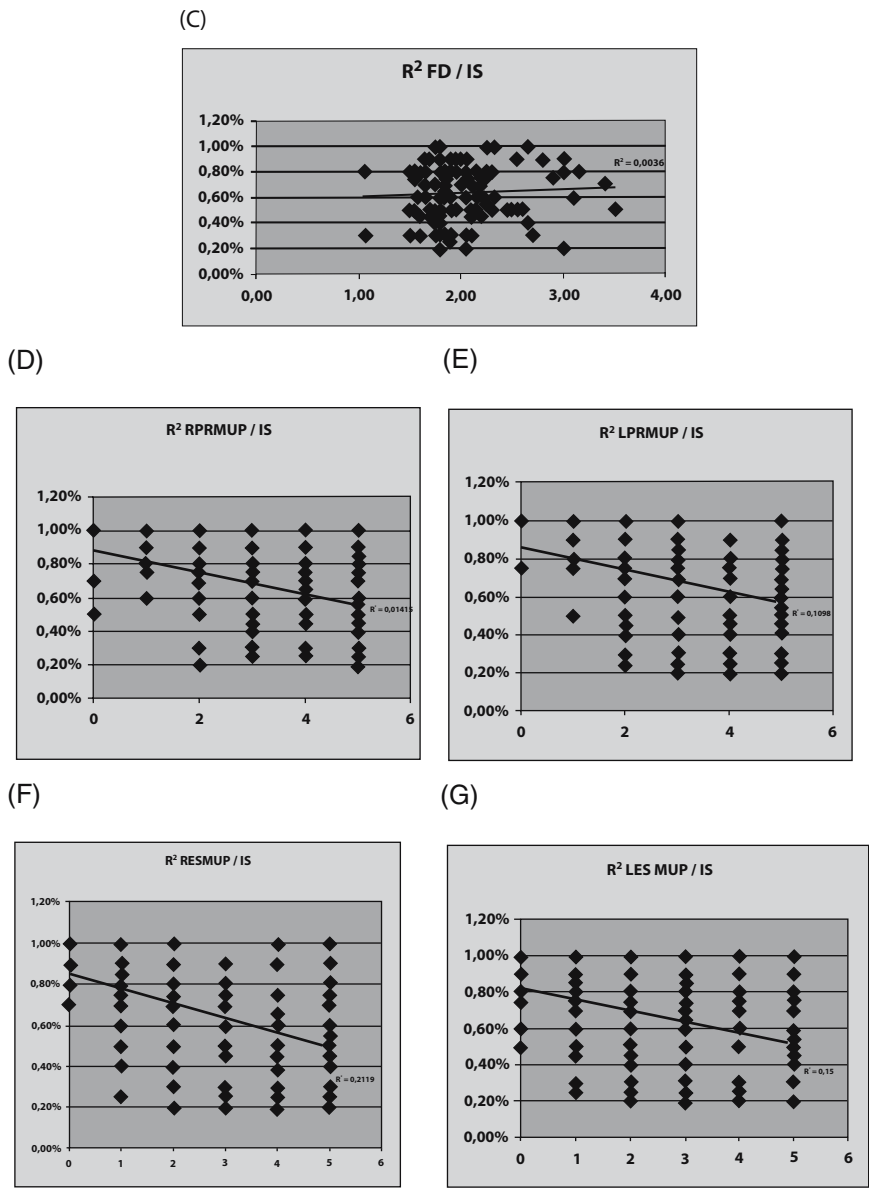 (C)
R² FD / IS
1,20%
1,00%
0,80%
R² = 0,0036
0,60%
0,40%
0,20%
0,00%
0,00 1,00 2,00 3,00 4,00
(D)
R² RPRMUP / IS
1,20%
1,00%
0,80%
0,60%
R² = 0,01415
0,40%
0,20%
0,00%
0 2 4 6
(E)
R² LPRMUP / IS
1,20%
1,00%
0,80%
0,60%
R² = 0,1098
0,40%
0,20%
0,00%
0 2 4 6
(F)
R² RESMUP / IS
1,20%
1,00%
0,80%
0,60%
0,40%
R² = 0,2119
0,20%
0,00%
0 1 2 3 4 5 6
(G)
R² LES MUP / IS
1,20%
1,00%
0,80%
0,60%
0,40%
R² = 0,15
0,20%
0,00%
0 1 2 3 4 5 6